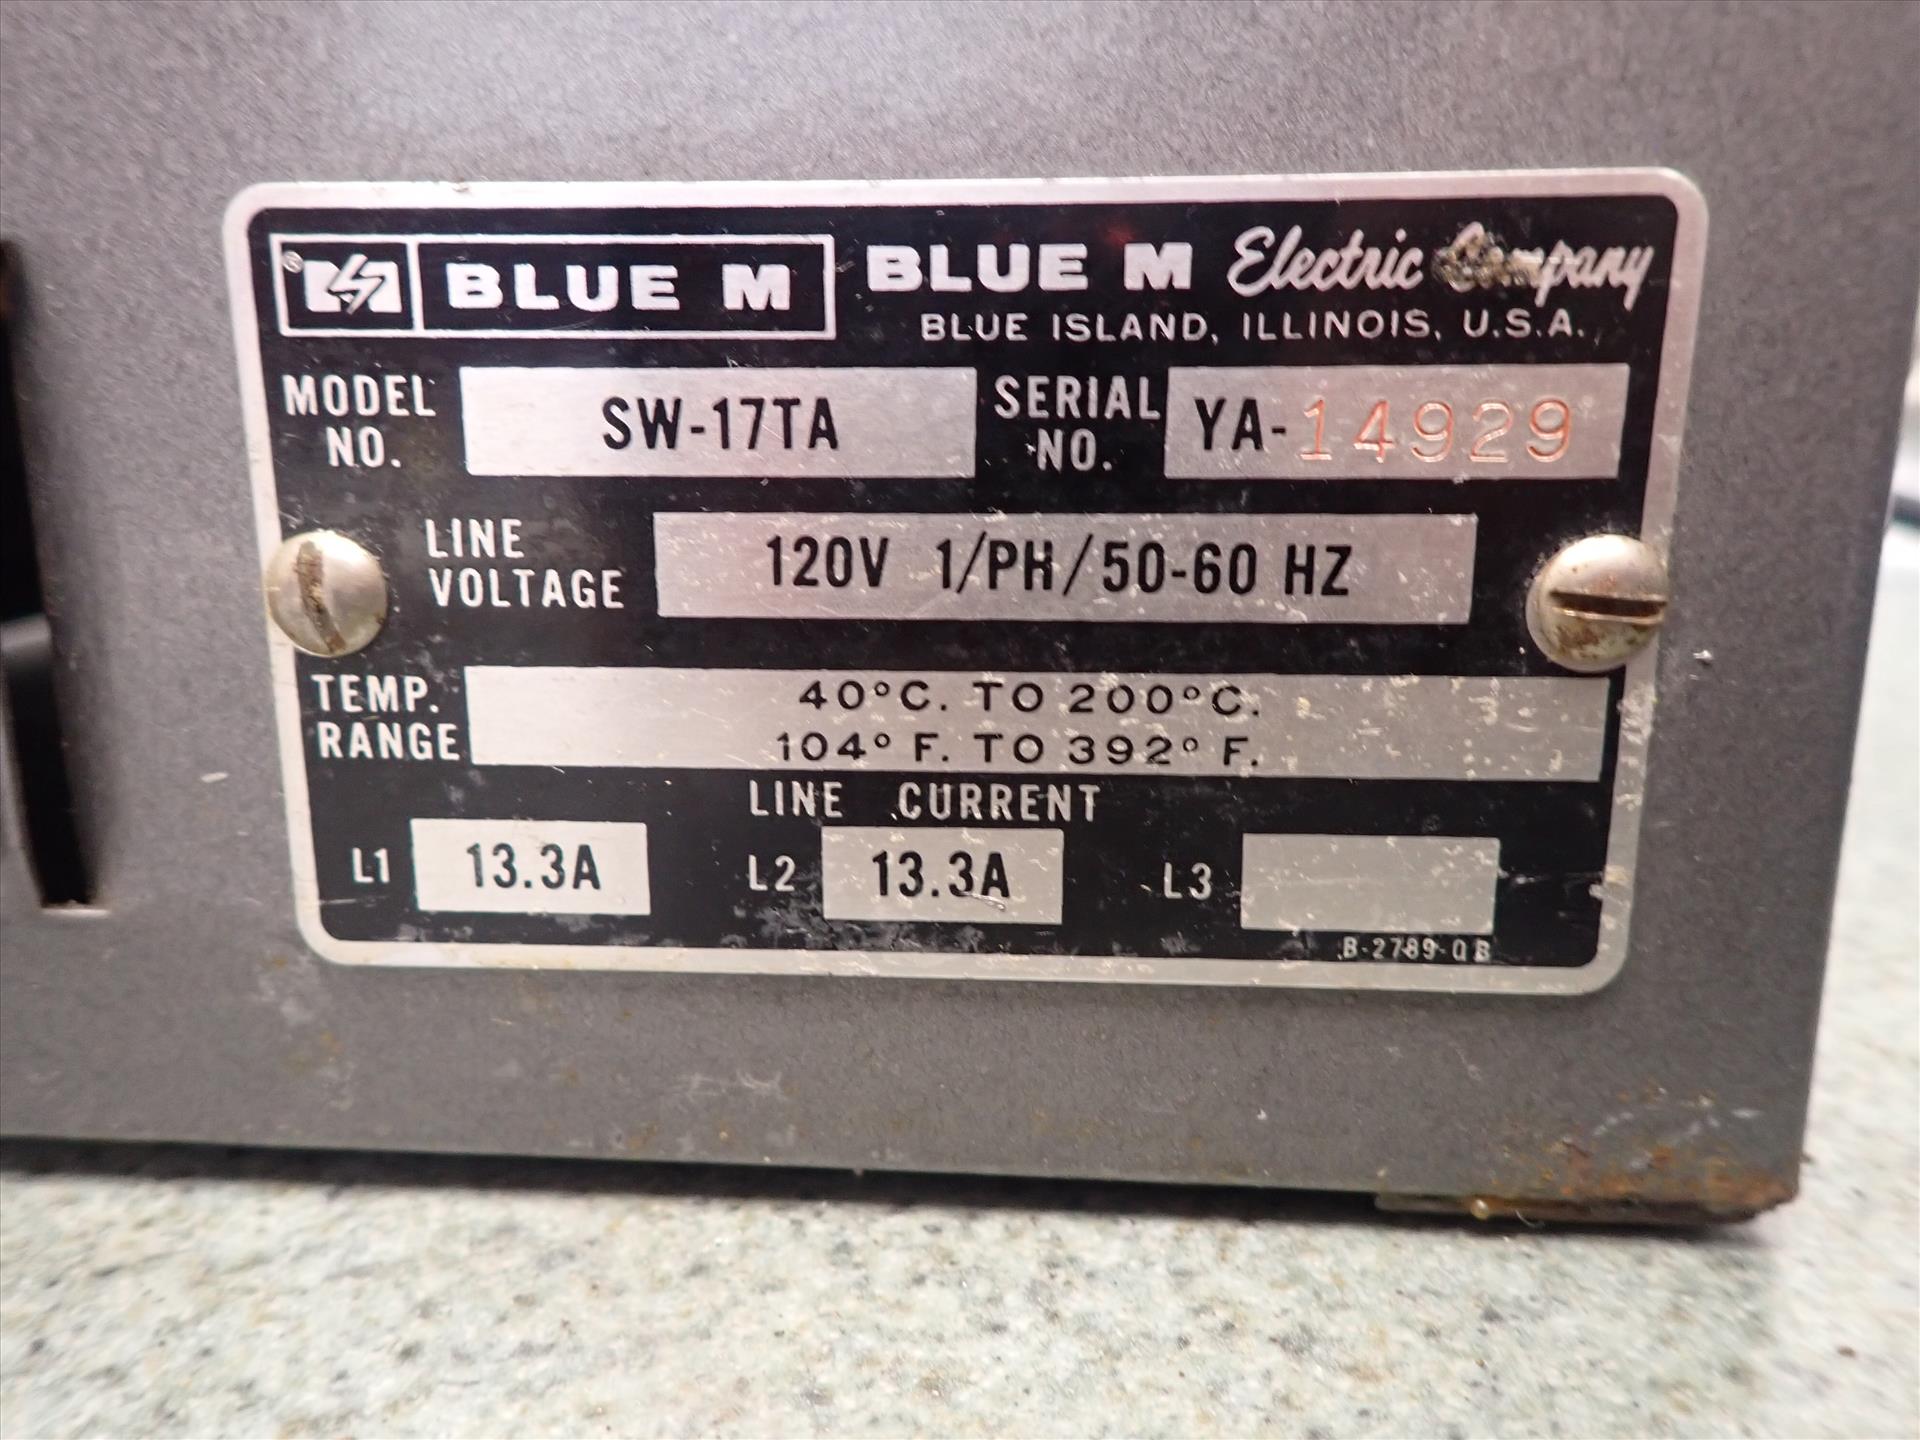 ® BLUE M
BLUE M Electric Company
BLUE ISLAND, ILLINOIS, U.S.A.
MODEL NO. SW-17TA
SERIAL NO. YA-14929
LINE VOLTAGE 120V 1/PH/50-60 HZ
TEMP. RANGE
40°C. TO 200°C.
104° F. TO 392° F.
LINE CURRENT
L1 13.3A L2 13.3A L3
B-2789-QB